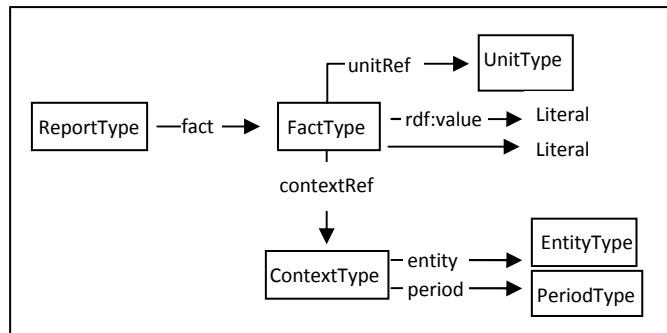 unitRef UnitType
ReportType fact FactType rdf:value Literal
Literal
contextRef
ContextType entity EntityType
period PeriodType